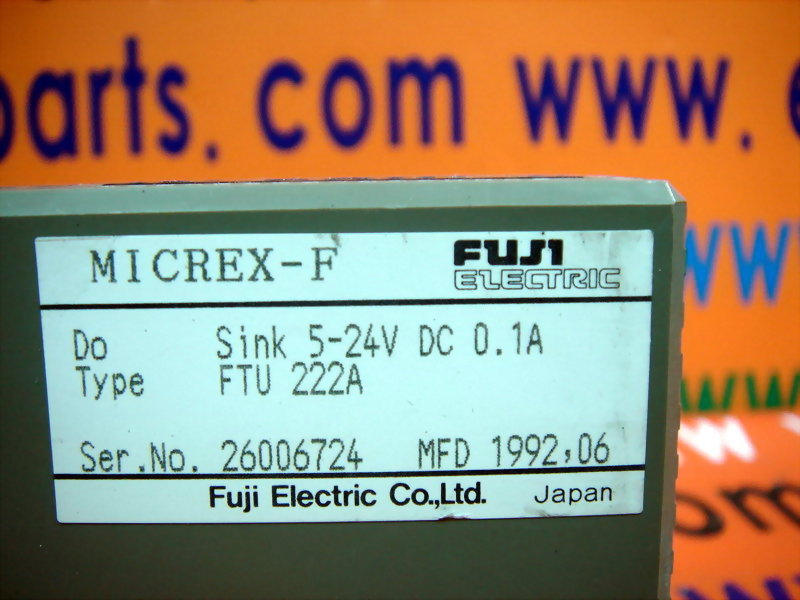 parts.com www.
MICREX-F
FUJI
ELECTRIC
Do Sink 5-24V DC 0.1A
Type FTU 222A
Ser.No. 26006724 MFD 1992,06
Fuji Electric Co.,Ltd. Japan